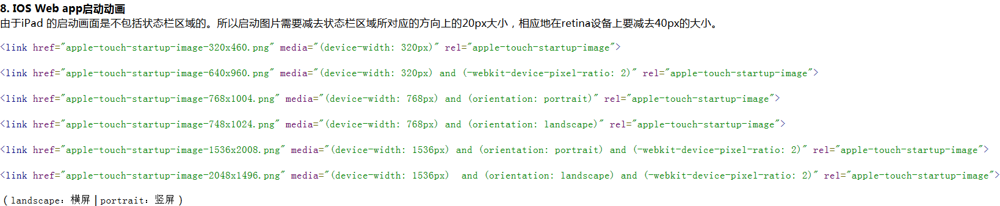 8. IOS Web app启动动画
由于iPad 的启动画面是不包括状态栏区域的。所以启动图片需要减去状态栏区域所对应的方向上的20px大小，相应地在retina设备上要减去40px的大小。
<link href="apple-touch-startup-image-320x460.png" media="(device-width: 320px)" rel="apple-touch-startup-image">
<link href="apple-touch-startup-image-640x960.png" media="(device-width: 320px) and (-webkit-device-pixel-ratio: 2)" rel="apple-touch-startup-image">
<link href="apple-touch-startup-image-768x1004.png" media="(device-width: 768px) and (orientation: portrait)" rel="apple-touch-startup-image">
<link href="apple-touch-startup-image-748x1024.png" media="(device-width: 768px) and (orientation: landscape)" rel="apple-touch-startup-image">
<link href="apple-touch-startup-image-1536x2008.png" media="(device-width: 1536px) and (orientation: portrait) and (-webkit-device-pixel-ratio: 2)" rel="apple-touch-startup-image">
<link href="apple-touch-startup-image-2048x1496.png" media="(device-width: 1536px)  and (orientation: landscape) and (-webkit-device-pixel-ratio: 2)" rel="apple-touch-startup-image">
（landscape：横屏 | portrait：竖屏）